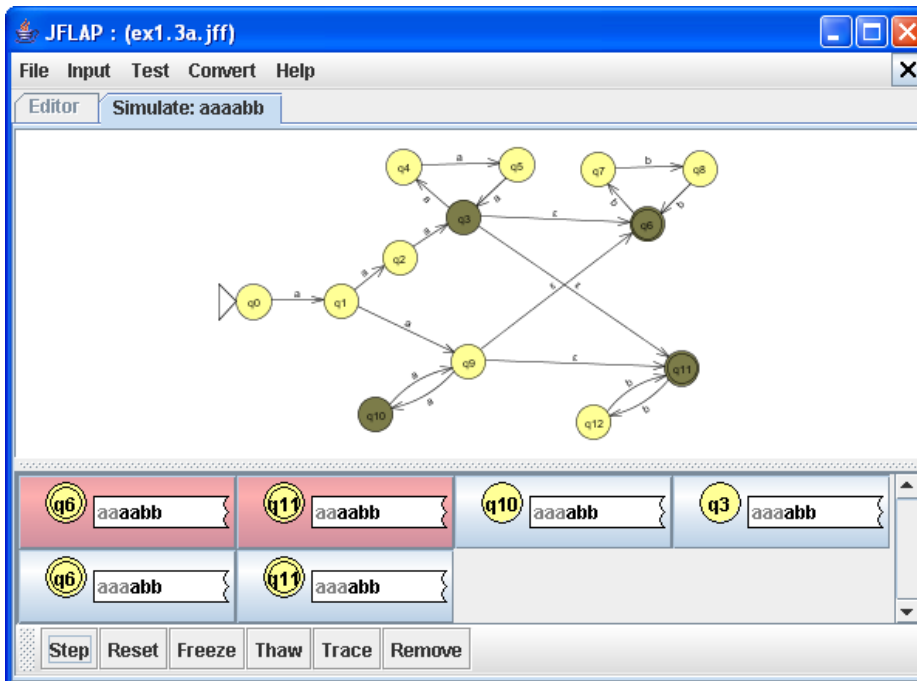 JFLAP : (ex1.3a.jff)
File Input Test Convert Help
Editor Simulate: aaaabb
q4 a q5 q7 b q8
a a b b
q3 ε q6
a
q2
a ε ε
q0 a q1
a
q9 ε q11
a a b b
q10 q12
q6 aaaabb q11 aaaabb q10 aaaabb q3 aaaabb
q6 aaaabb q11 aaaabb
Step Reset Freeze Thaw Trace Remove